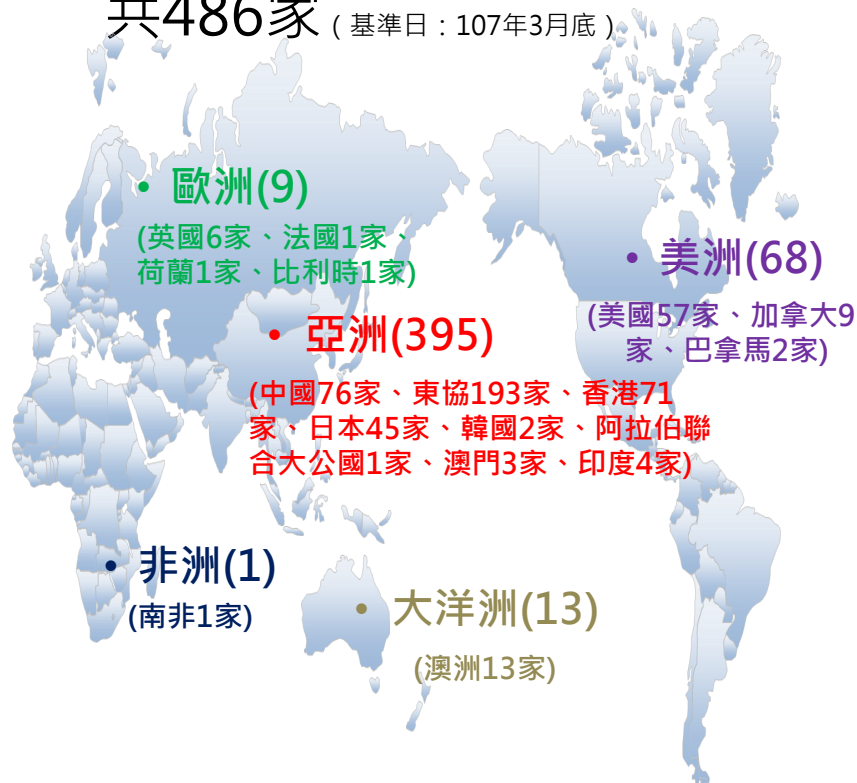 共486家（基準日：107年3月底）
• 歐洲(9)
(英國6家、法國1家、
荷蘭1家、比利時1家)
• 美洲(68)
(美國57家、加拿大9
家、巴拿馬2家)
• 亞洲(395)
(中國76家、東協193家、香港71
家、日本45家、韓國2家、阿拉伯聯
合大公國1家、澳門3家、印度4家)
• 非洲(1)
(南非1家)
• 大洋洲(13)
(澳洲13家)